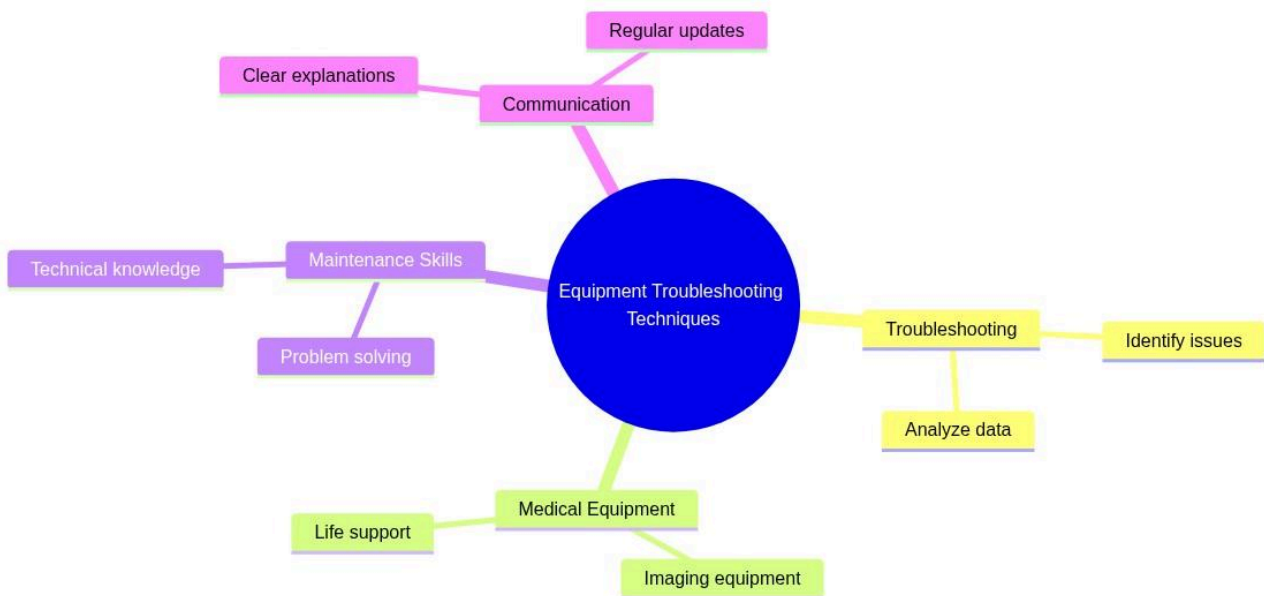 Regular updates
Clear explanations
Communication
Technical knowledge
Maintenance Skills
Problem solving
Equipment Troubleshooting
Techniques
Troubleshooting
Identify issues
Analyze data
Medical Equipment
Life support
Imaging equipment